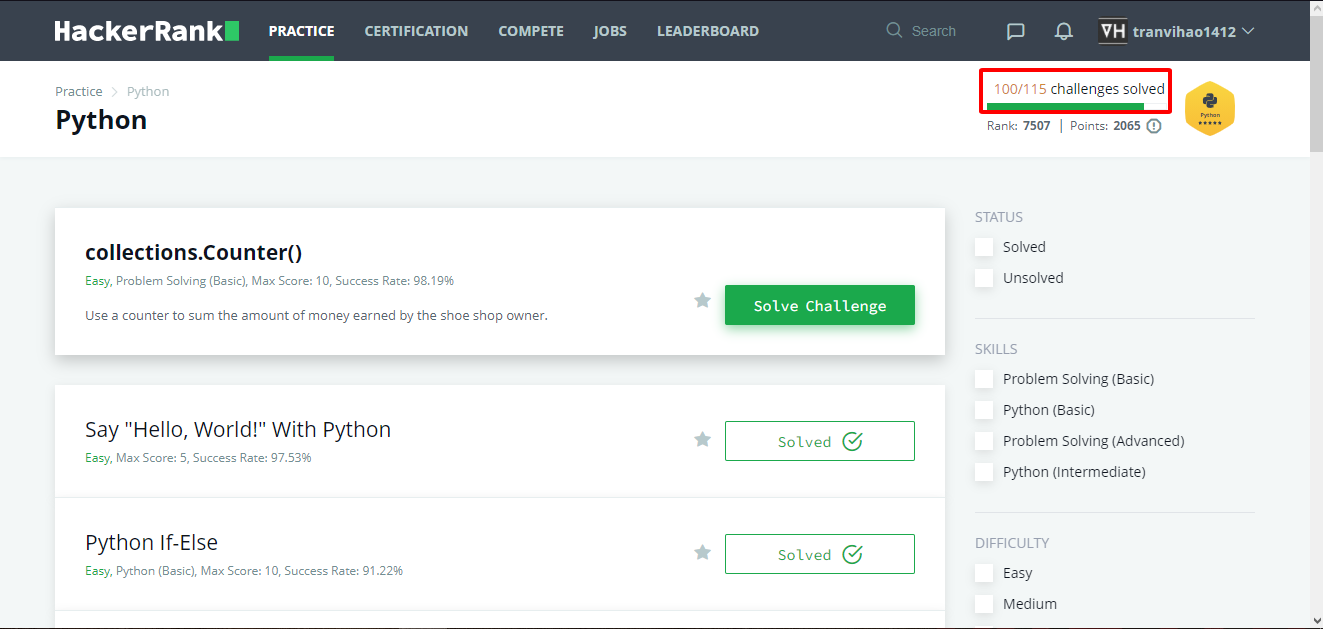 HackerRank PRACTICE CERTIFICATION COMPETE JOBS LEADERBOARD Search VH tranvihao1412
Practice Python
Python
100/115 challenges solved
Rank: 7507 | Points: 2065
Python
collections.Counter()
Easy, Problem Solving (Basic), Max Score: 10, Success Rate: 98.19%
Use a counter to sum the amount of money earned by the shoe shop owner.
Solve Challenge
Say "Hello, World!" With Python
Easy, Max Score: 5, Success Rate: 97.53%
Solved
Python If-Else
Easy, Python (Basic), Max Score: 10, Success Rate: 91.22%
Solved
STATUS
Solved
Unsolved
SKILLS
Problem Solving (Basic)
Python (Basic)
Problem Solving (Advanced)
Python (Intermediate)
DIFFICULTY
Easy
Medium